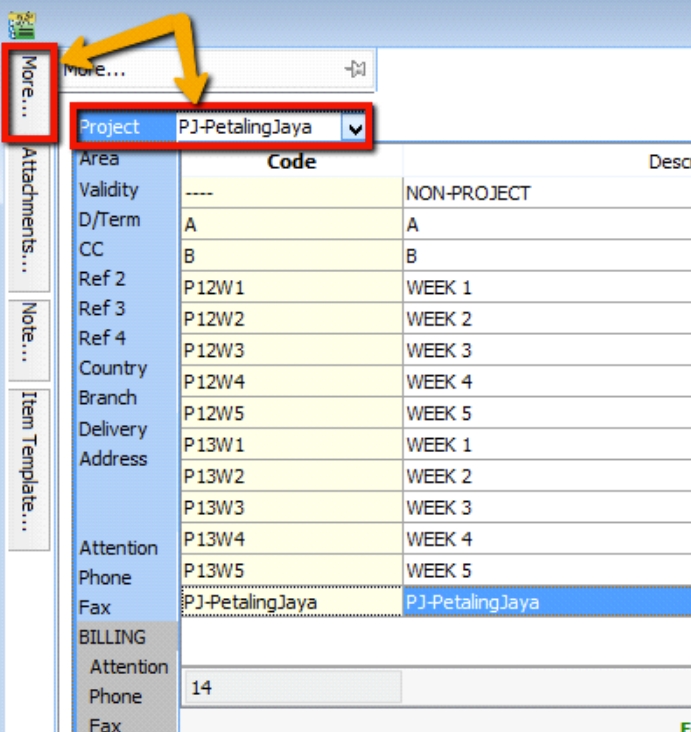 More...
More...
Attachments...
Note...
Item Template...
Project PJ-PetalingJaya
Area
Validity
D/Term
CC
Ref 2
Ref 3
Ref 4
Country
Branch
Delivery
Address
Attention
Phone
Fax
BILLING
Attention
Phone
Fax
Code Descr
---- NON-PROJECT
A A
B B
P12W1 WEEK 1
P12W2 WEEK 2
P12W3 WEEK 3
P12W4 WEEK 4
P12W5 WEEK 5
P13W1 WEEK 1
P13W2 WEEK 2
P13W3 WEEK 3
P13W4 WEEK 4
P13W5 WEEK 5
PJ-PetalingJaya PJ-PetalingJaya
14